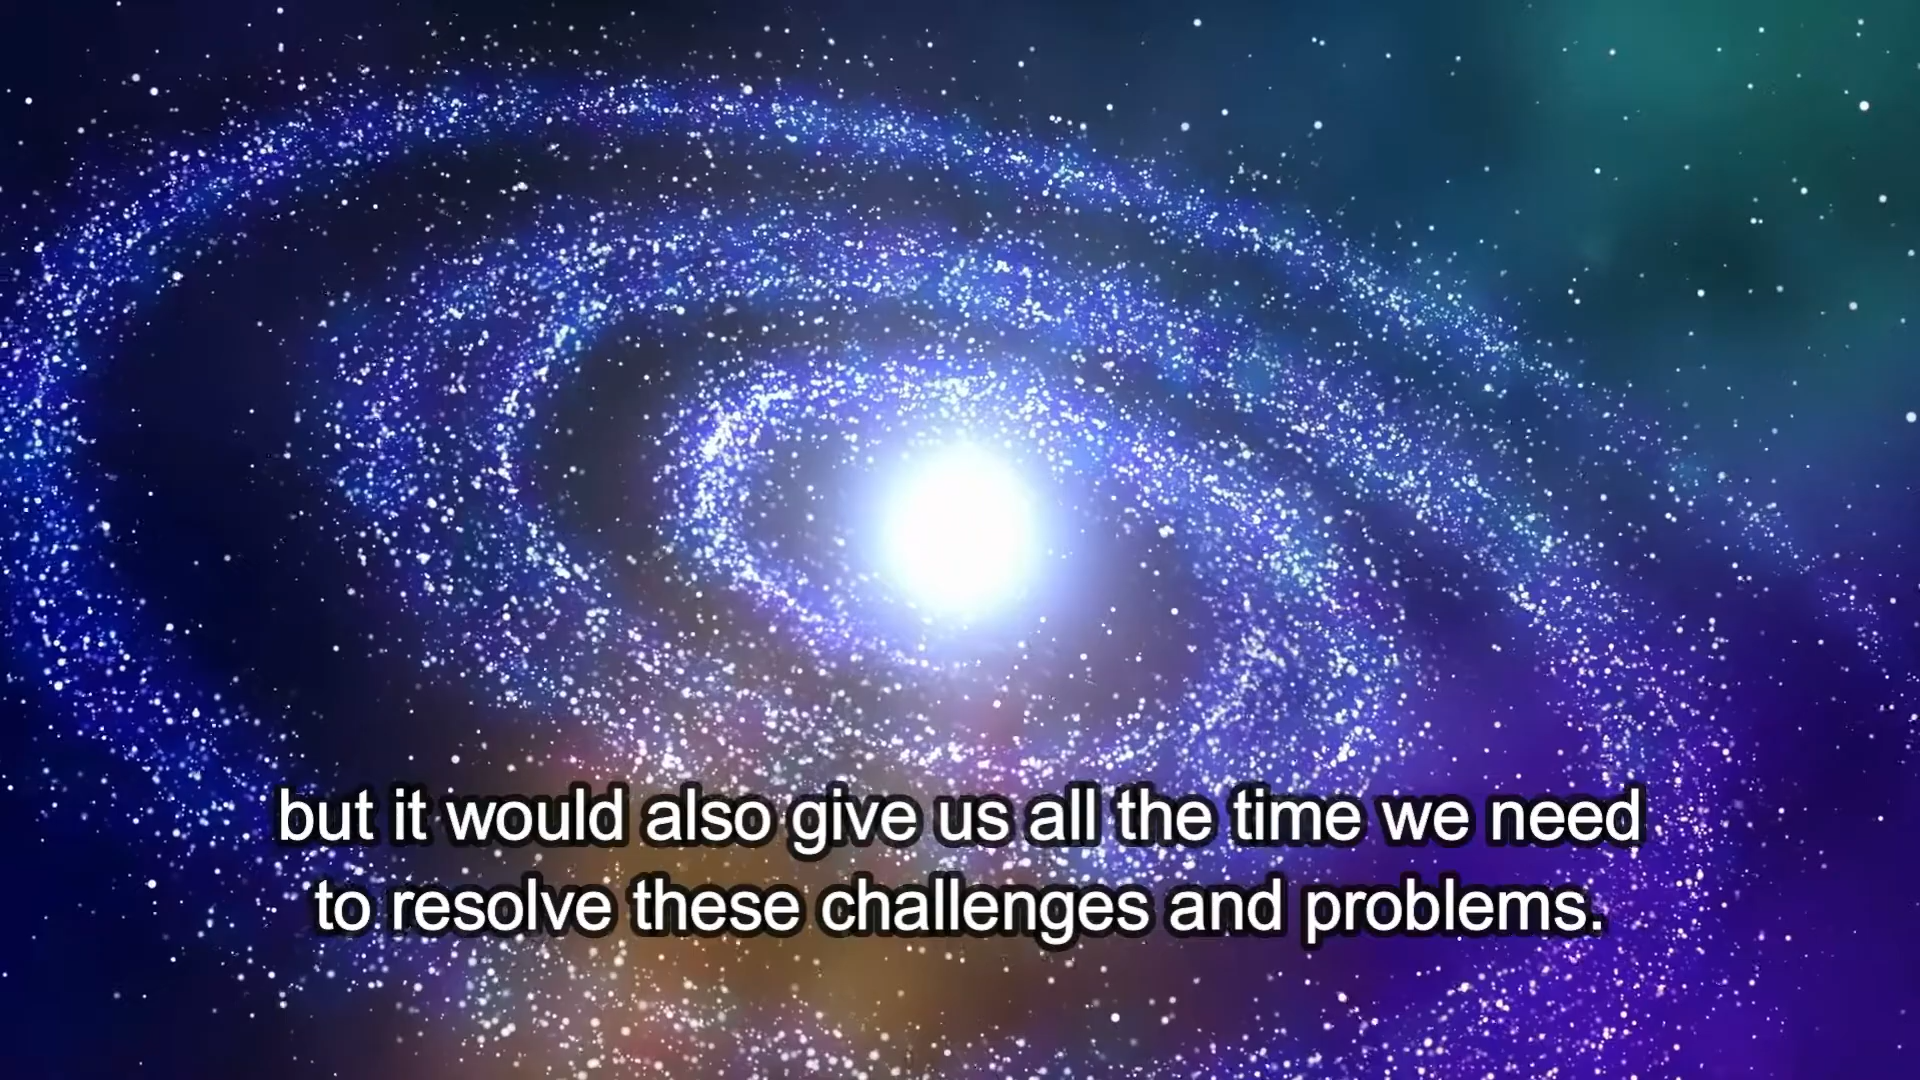 but it would also give us all the time we need
to resolve these challenges and problems.